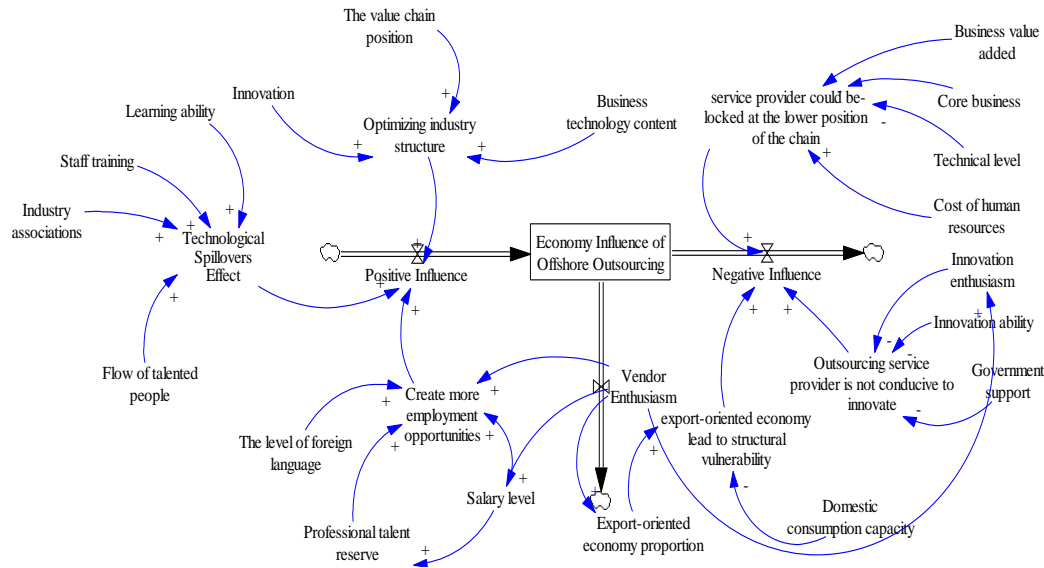 The value chain
position
Business value
added
Innovation
Learning ability
Business
technology content
service provider could be-
locked at the lower position
of the chain
Core business
Optimizing industry
structure
Staff training
Technical level
Industry
associations
Cost of human
resources
Technological
Spillovers
Effect
Economy Influence of
Offshore Outsourcing
Positive Influence
Negative Influence
Innovation
enthusiasm
Innovation ability
Flow of talented
people
Vendor
Enthusiasm
Outsourcing service
provider is not conducive to
innovate
Government
support
Create more
employment
opportunities
export-oriented economy
lead to structural
vulnerability
The level of foreign
language
Salary level
Professional talent
reserve
Export-oriented
economy proportion
Domestic
consumption capacity